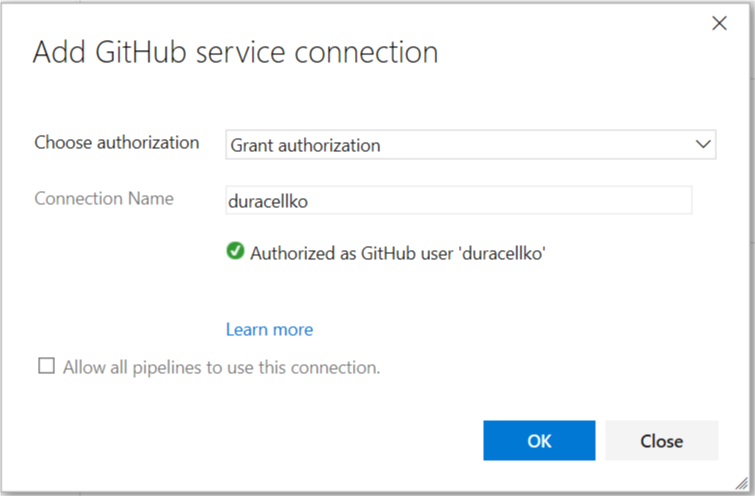 Add GitHub service connection
Choose authorization Grant authorization
Connection Name duracellko
Authorized as GitHub user 'duracellko'
Learn more
Allow all pipelines to use this connection.
OK Close